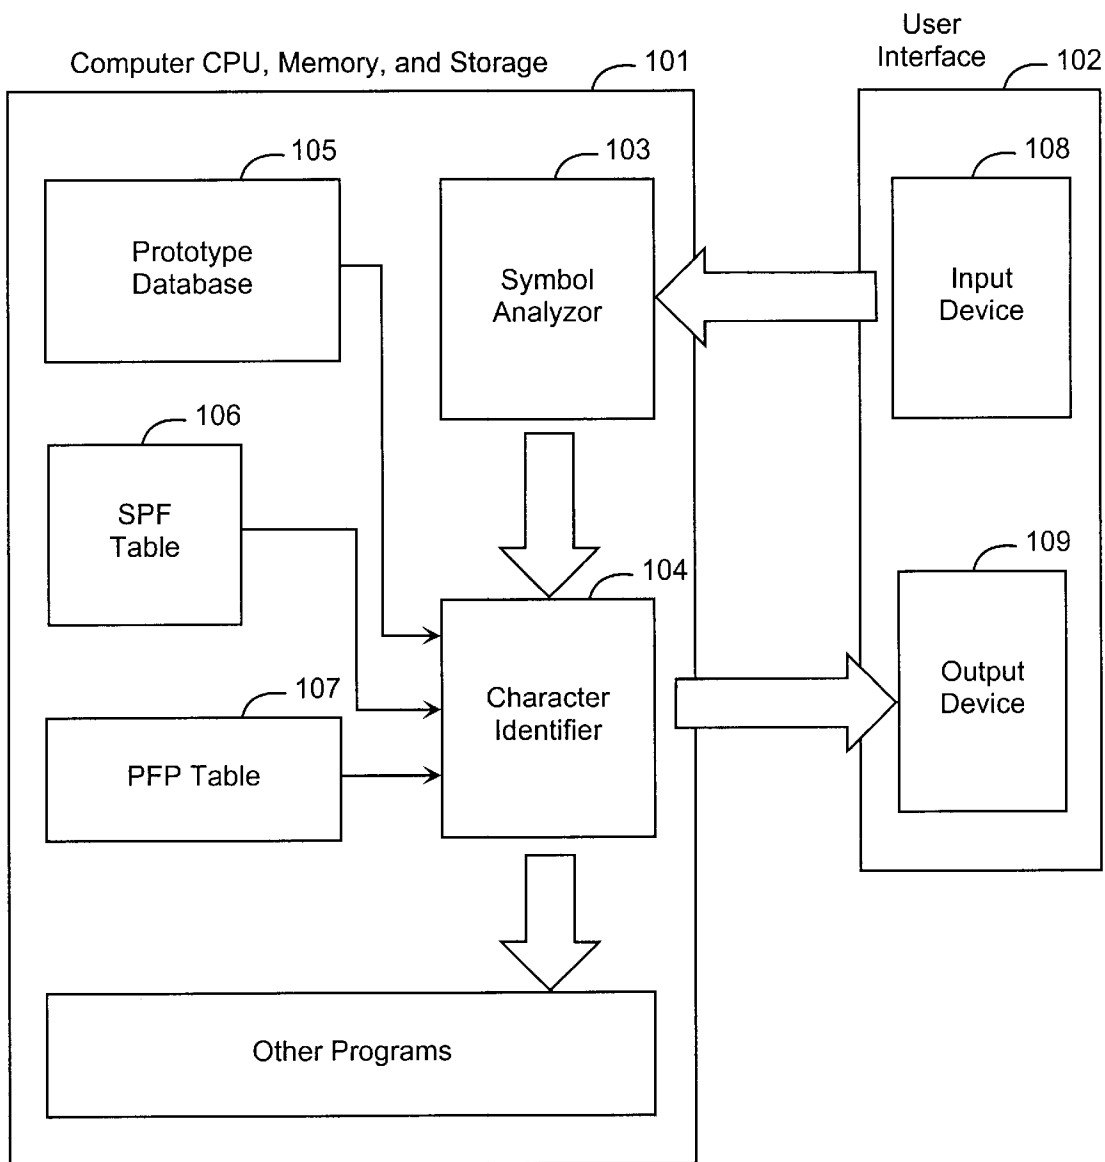 User
Interface
Computer CPU, Memory, and Storage
101
102
105
103
108
Prototype
Database
Symbol
Analyzor
Input
Device
106
SPF
Table
109
104
Output
Device
107
Character
Identifier
PFP Table
Other Programs